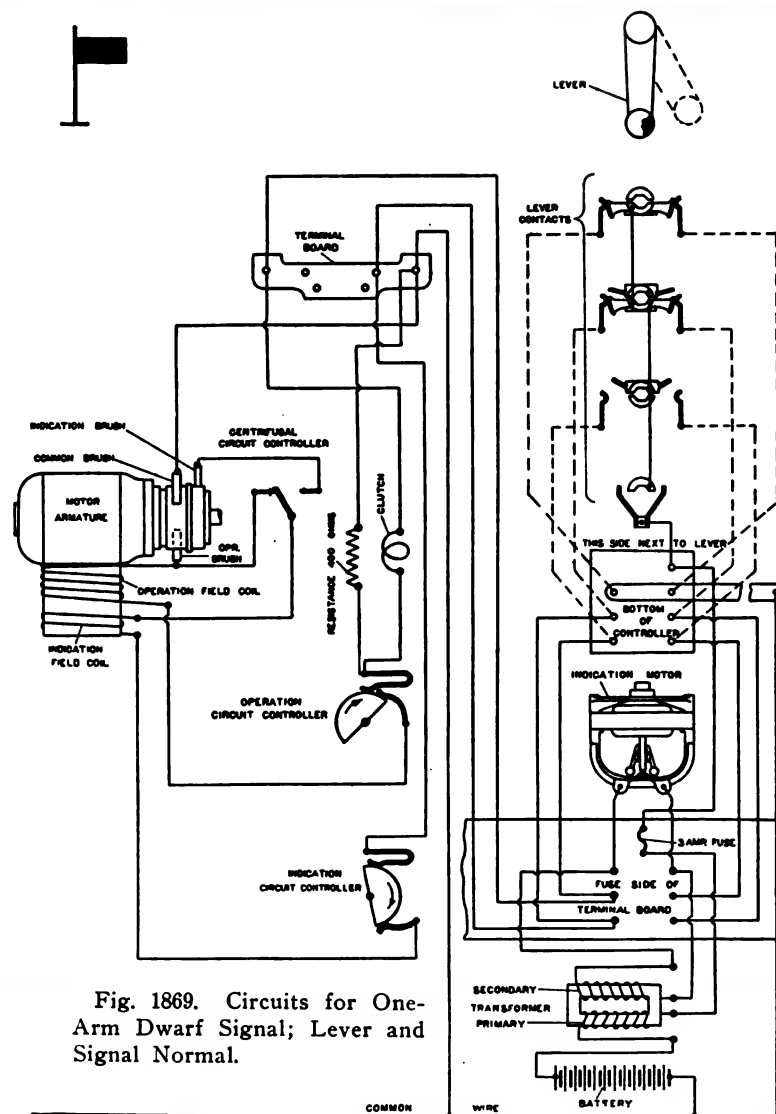 LEVER
LEVER
CONTACTS
TERMINAL
BOARD
INDICATION BRUSH
COMMON BRUSH
CENTRIFUGAL
CIRCUIT CONTROLLER
MOTOR
ARMATURE
OPR.
BRUSH
OPERATION FIELD COIL
INDICATION
FIELD COIL
RESISTANCE 400 OHMS
CLUTCH
THIS SIDE NEXT TO LEVER
BOTTOM
OF
CONTROLLER
OPERATION
CIRCUIT CONTROLLER
INDICATION MOTOR
3 AMP. FUSE
INDICATION
CIRCUIT CONTROLLER
FUSE SIDE OF
TERMINAL BOARD
SECONDARY
TRANSFORMER
PRIMARY
BATTERY
Fig. 1869. Circuits for One-
Arm Dwarf Signal; Lever and
Signal Normal.
COMMON WIRE